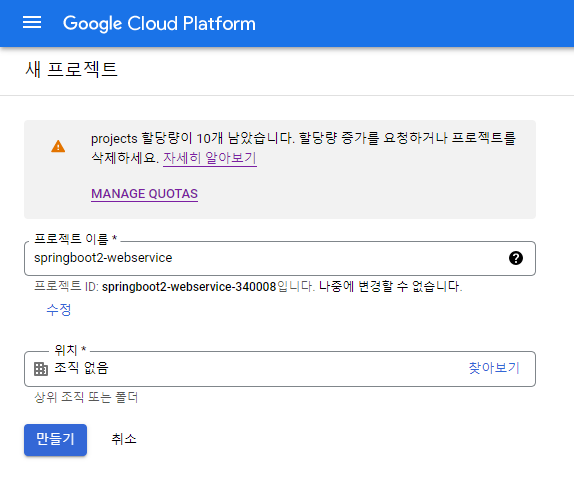 Google Cloud Platform
새 프로젝트
projects 할당량이 10개 남았습니다. 할당량 증가를 요청하거나 프로젝트를
삭제하세요. 자세히 알아보기
MANAGE QUOTAS
프로젝트 이름 *
springboot2-webservice
프로젝트 ID: springboot2-webservice-340008입니다. 나중에 변경할 수 없습니다.
수정
위치 *
조직 없음 찾아보기
상위 조직 또는 폴더
만들기 취소